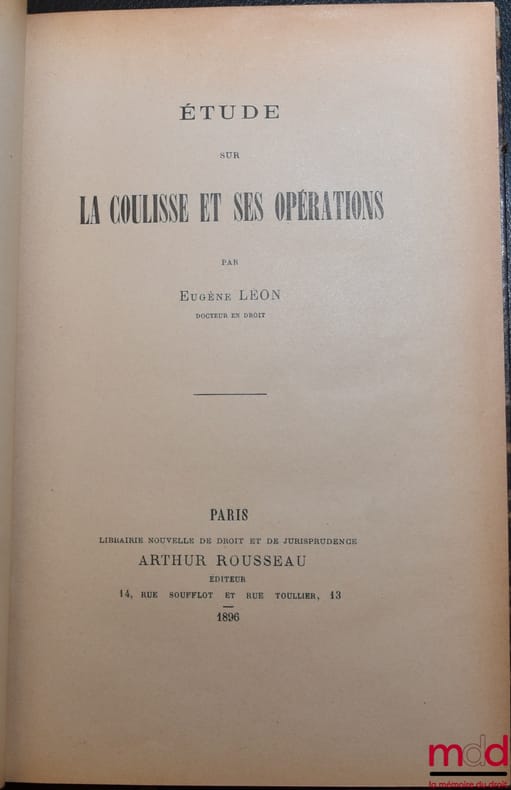 ÉTUDE
SUR
LA COULISSE ET SES OPÉRATIONS
PAR
EUGÈNE LÉON
DOCTEUR EN DROIT
PARIS
LIBRAIRIE NOUVELLE DE DROIT ET DE JURISPRUDENCE
ARTHUR ROUSSEAU
ÉDITEUR
14, RUE SOUFFLOT ET RUE TOULLIER, 13
1896
mdd
la mémoire du droit